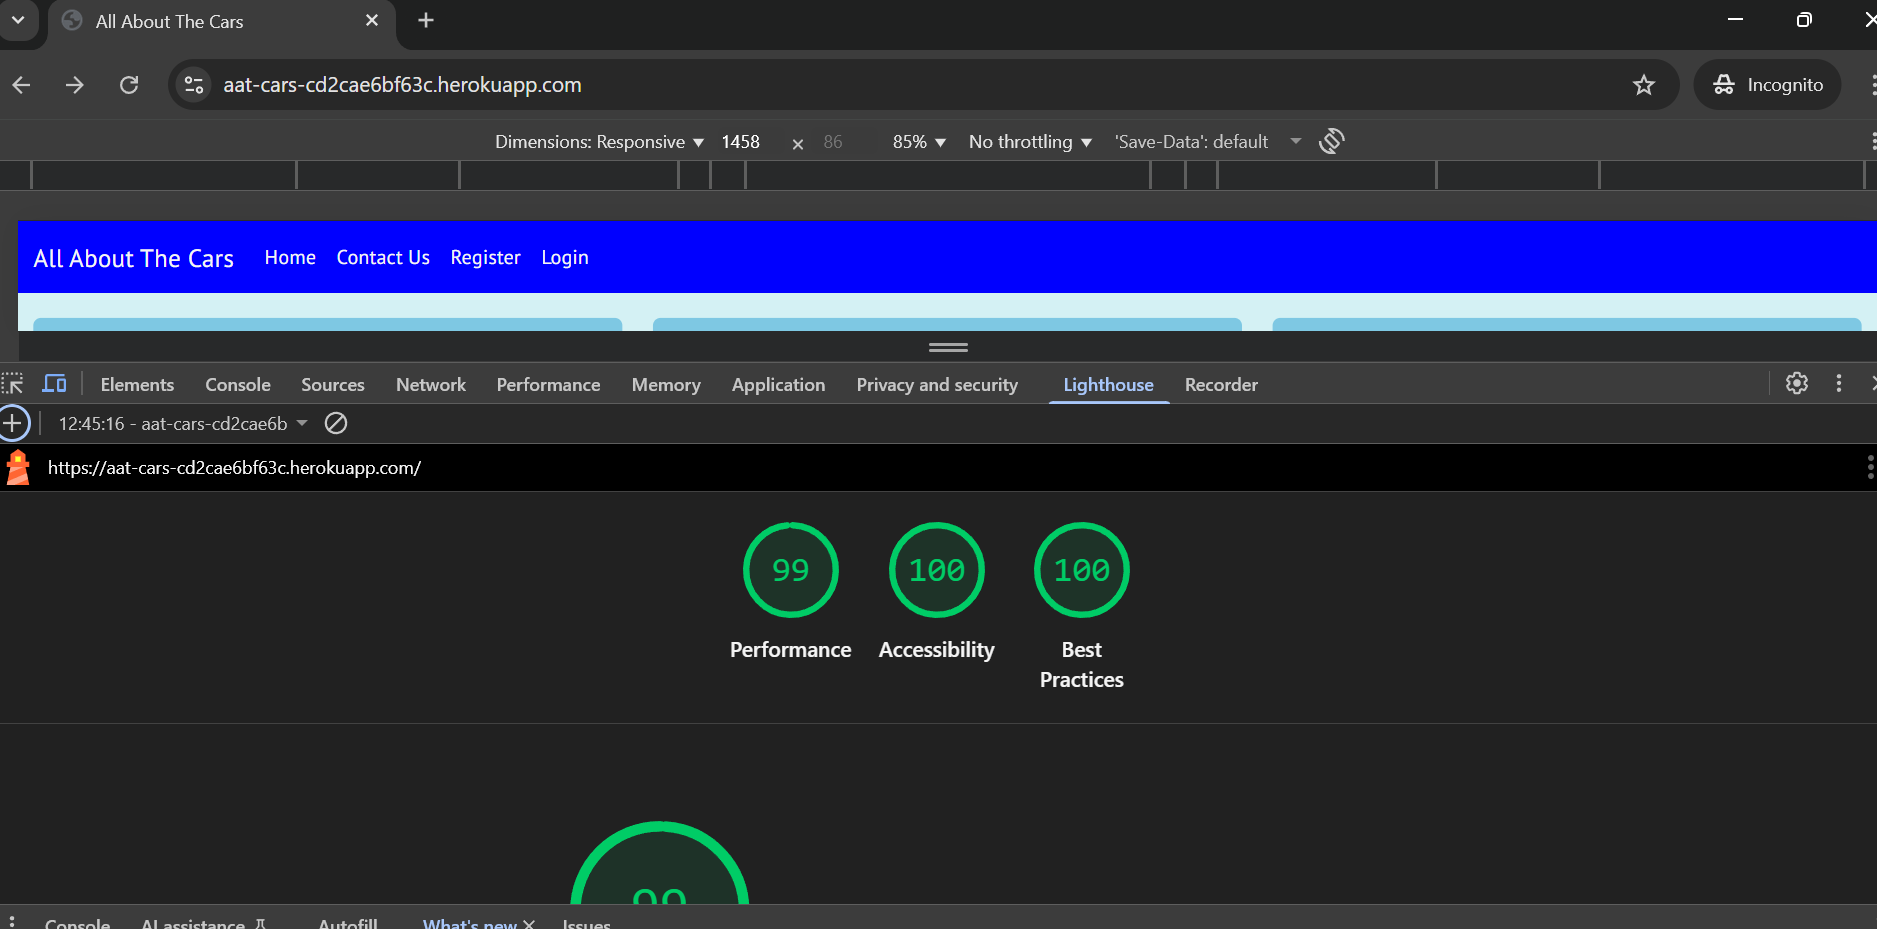 All About The Cars
aat-cars-cd2cae6bf63c.herokuapp.com
Incognito
Dimensions: Responsive 1458 × 86 85% No throttling 'Save-Data': default
All About The Cars Home Contact Us Register Login
Elements Console Sources Network Performance Memory Application Privacy and security Lighthouse Recorder
12:45:16 - aat-cars-cd2cae6b
https://aat-cars-cd2cae6bf63c.herokuapp.com/
99 100 100
Performance Accessibility Best
Practices
99
Console AI assistance Autofill What's new Issues